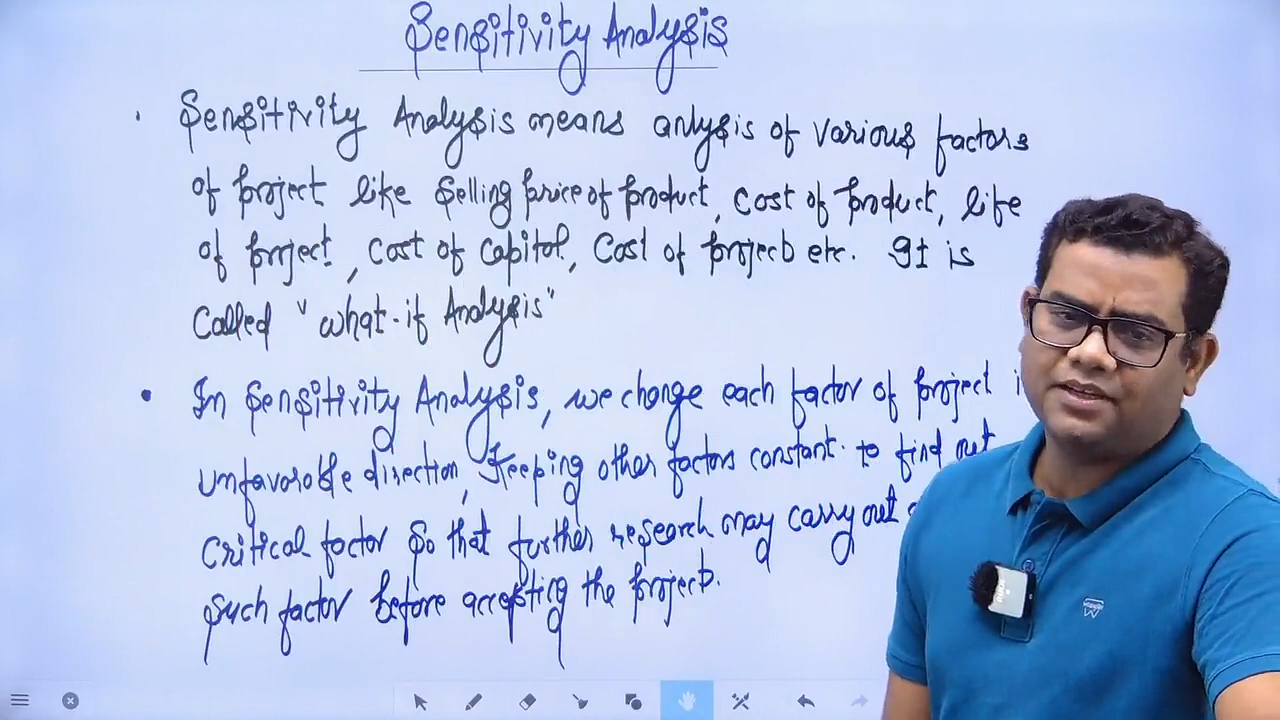 Sensitivity Analysis
• Sensitivity Analysis means anlysis of various factors
of project like Selling price of product, cost of product, life
of project, cost of capital, Cost of project etc. It is
Called "what-if Analysis"
• In Sensitivity Analysis, we change each factor of project
unfavorable direction, keeping other factors constant. to find out
critical factor so that further research may carry out
such factor before accepting the project.